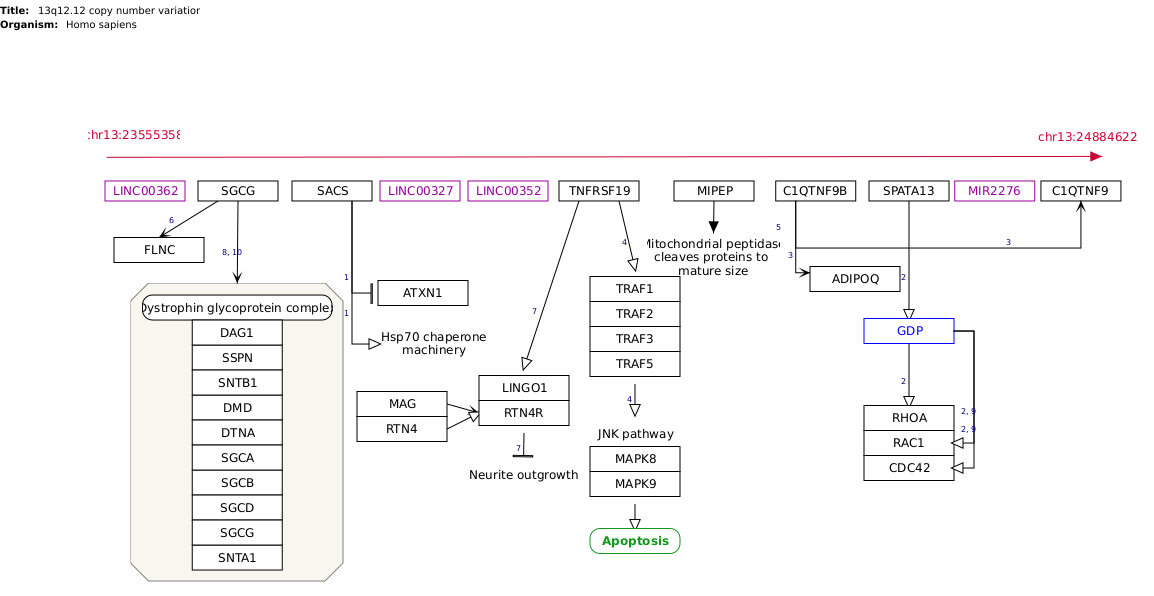 Title: 13q12.12 copy number variatior
Organism: Homo sapiens
chr13:2355535
chr13:24884622
LINC00362
SGCG
SACS
LINC00327
LINC00352
TNFRSF19
MIPEP
C1QTNF9B
SPATA13
MIR2276
C1QTNF9
6
5
FLNC
8, 10
4
Mitochondrial peptidase
cleaves proteins to
mature size
3
3
ADIPOQ
1
2
ATXN1
Dystrophin glycoprotein complex
DAG1
SSPN
SNTB1
DMD
DTNA
SGCA
SGCB
SGCD
SGCG
SNTA1
1
Hsp70 chaperone
machinery
7
TRAF1
TRAF2
TRAF3
TRAF5
GDP
2
LINGO1
RTN4R
MAG
RTN4
4
7
Neurite outgrowth
JNK pathway
MAPK8
MAPK9
Apoptosis
RHOA
RAC1
CDC42
2, 9
2, 9